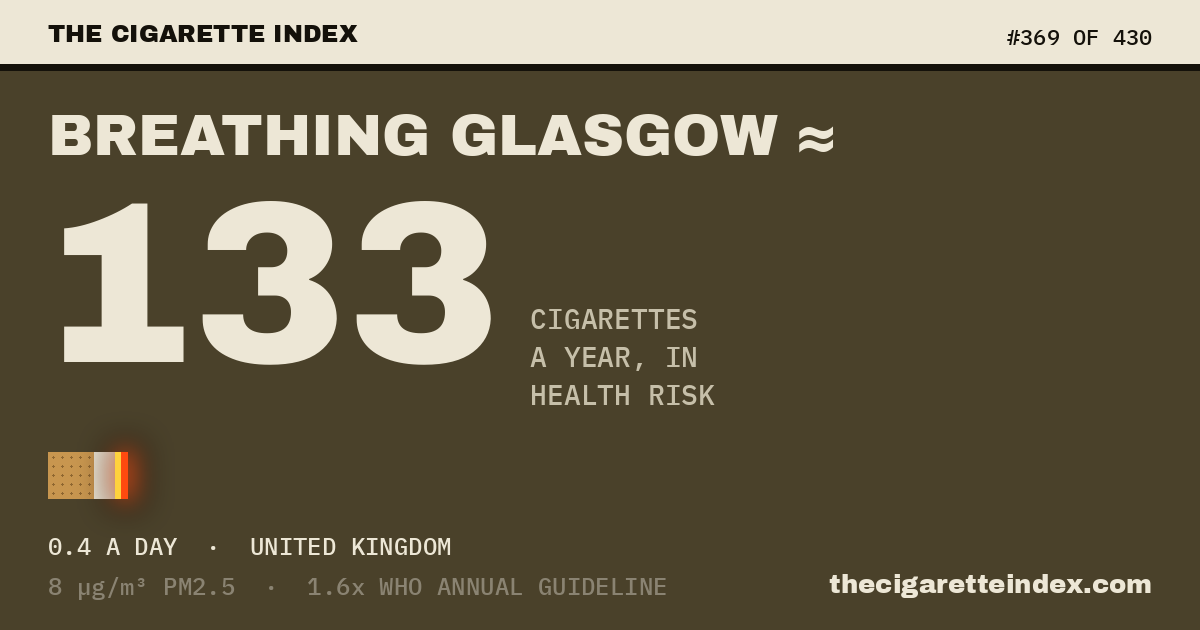 THE CIGARETTE INDEX
#369 OF 430
BREATHING GLASGOW ≈
133
CIGARETTES
A YEAR, IN
HEALTH RISK
0.4 A DAY · UNITED KINGDOM
8 µg/m³ PM2.5 · 1.6x WHO ANNUAL GUIDELINE
thecigaretteindex.com